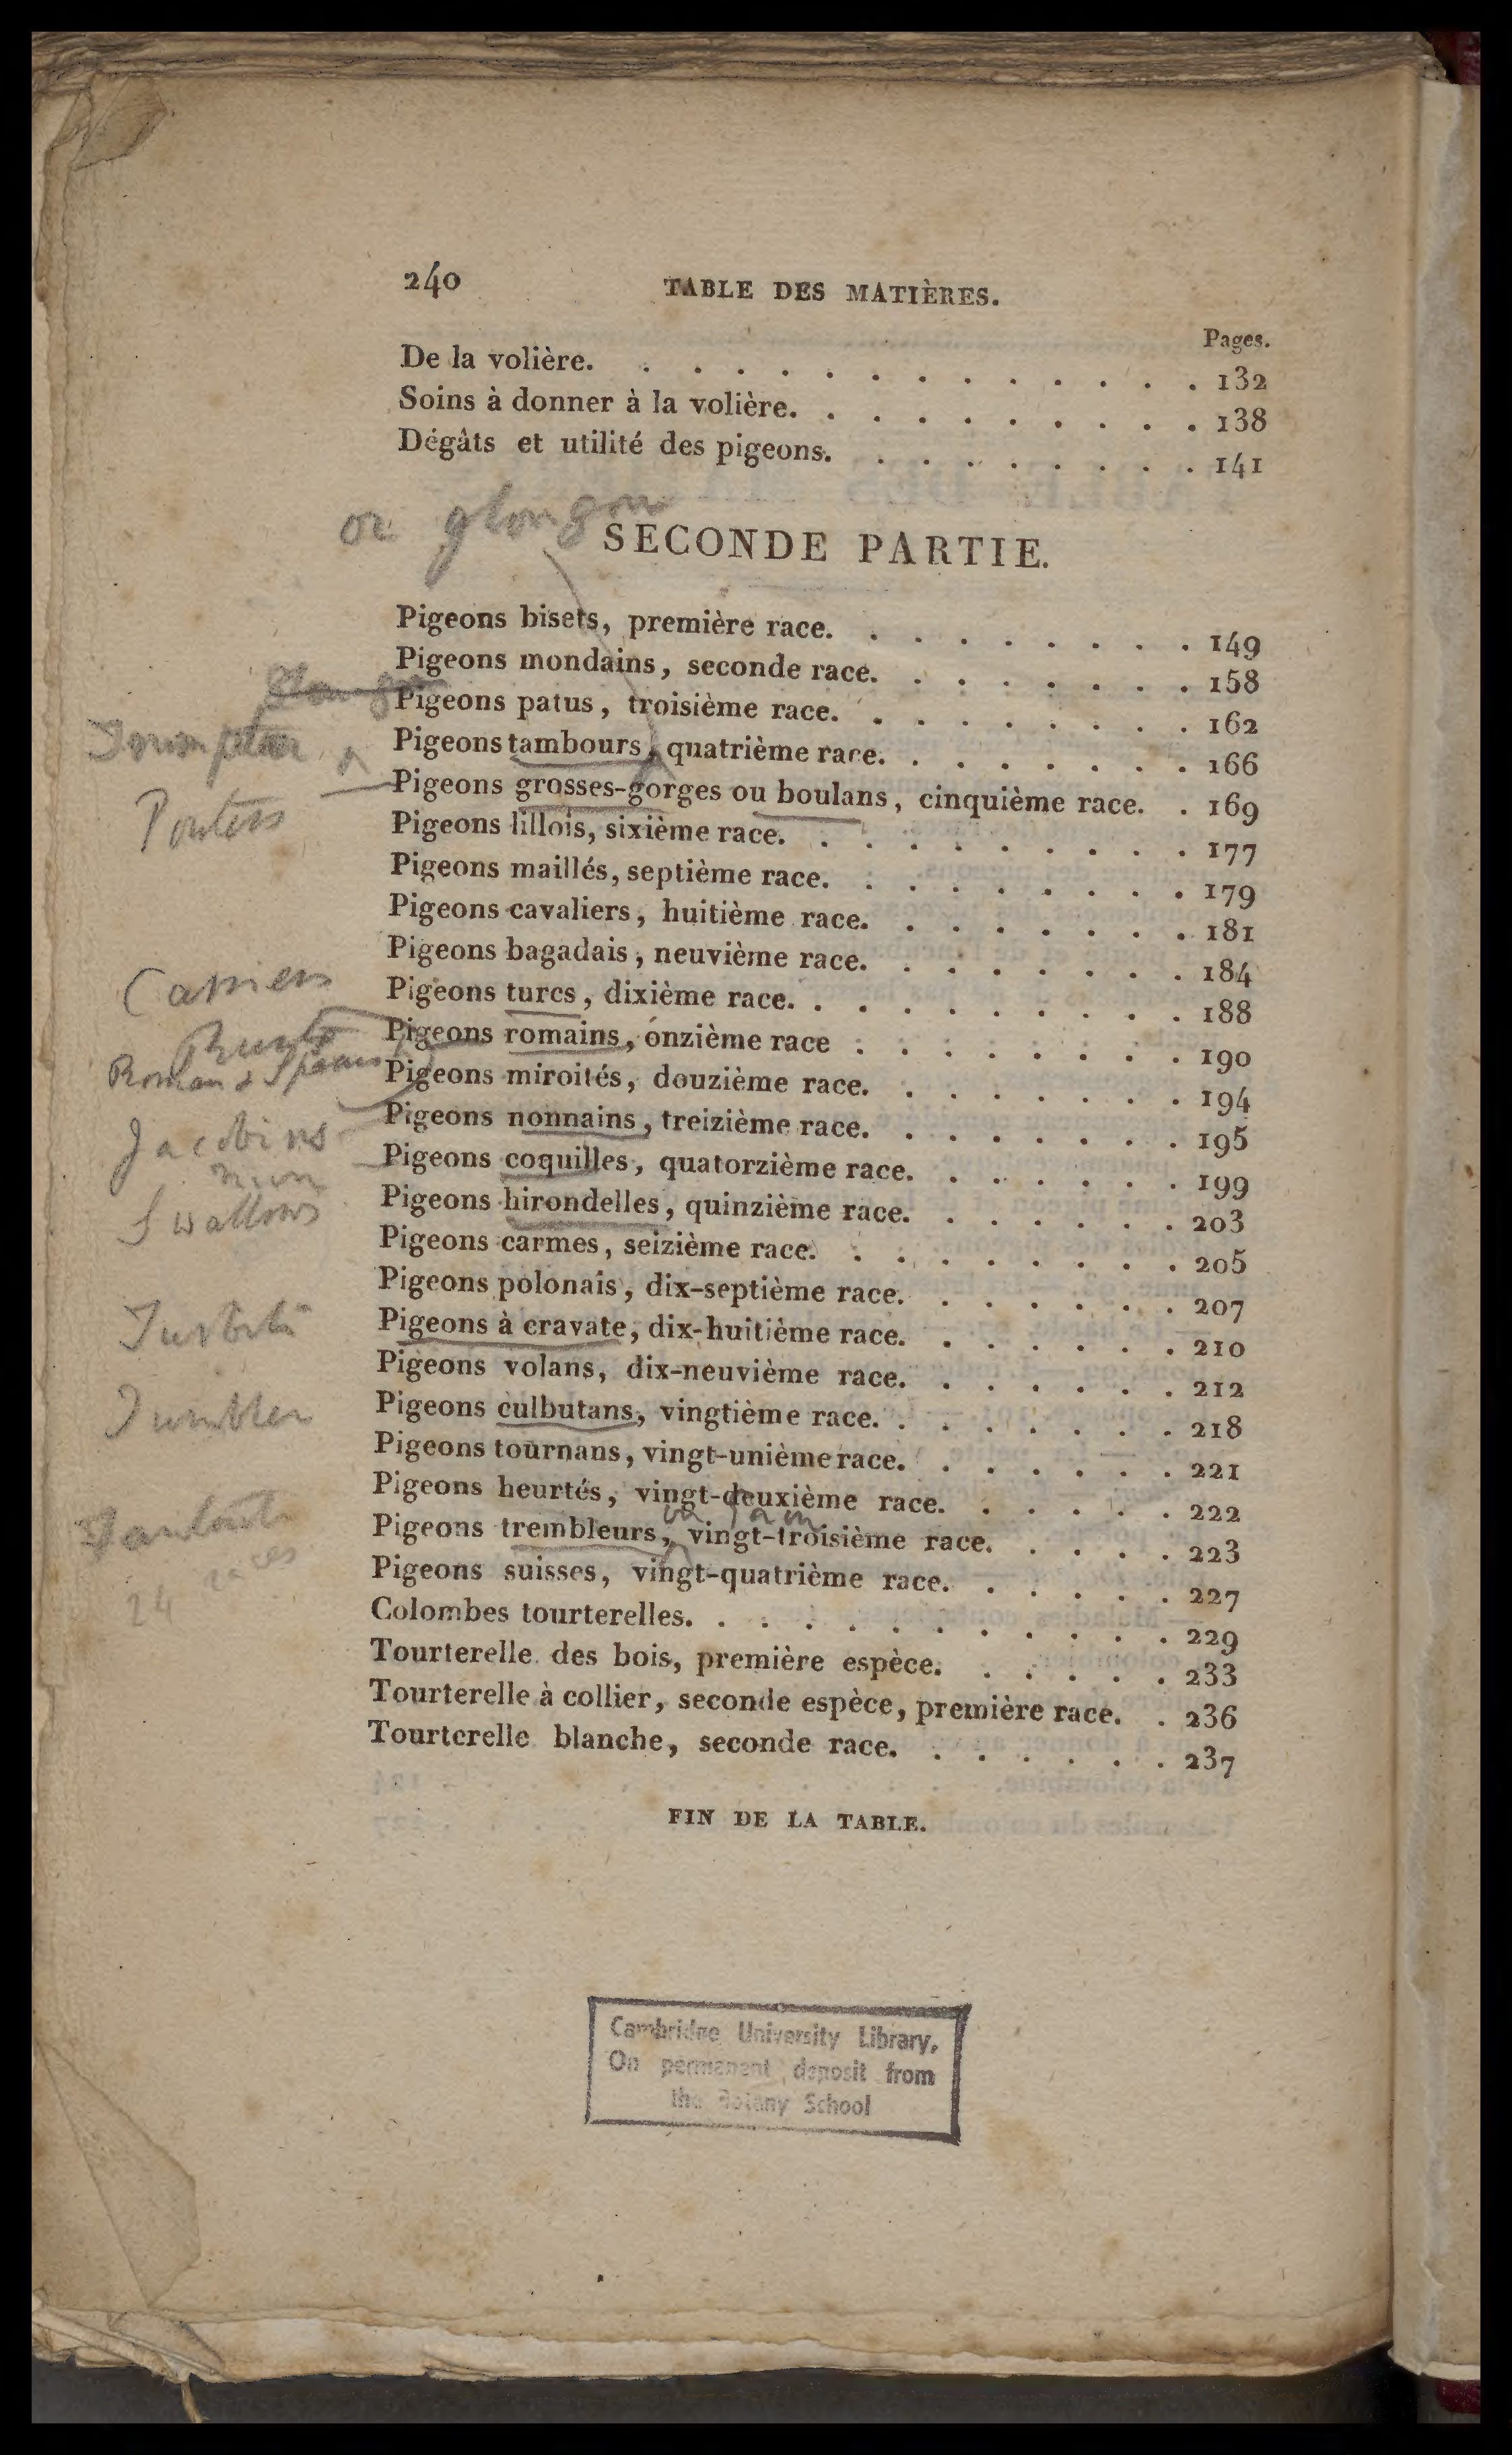 240 TABLE DES MATIÈRES.
Pages.
De la volière. . . . . . . . . . . . . . 132
Soins à donner à la volière. . . . . . . . . . 138
Dégâts et utilité des pigeons. . . . . . . . . 141
or glouglou
SECONDE PARTIE.
Pigeons bisets, première race. . . . . . . . . 149
Pigeons mondains, seconde race. . . . . . . . 158
Pigeons patus, troisième race. . . . . . . . . 162
Trumpeter
Pigeons tambours, quatrième race. . . . . . . . 166
Pouters
Pigeons grosses-gorges ou boulans, cinquième race. . 169
Pigeons lillois, sixième race. . . . . . . . . . 177
Pigeons maillés, septième race. . . . . . . . . 179
Pigeons cavaliers, huitième race. . . . . . . . 181
Pigeons bagadais, neuvième race. . . . . . . . 184
Carriers
Pigeons turcs, dixième race. . . . . . . . . . 188
Runts
Pigeons romains, onzième race . . . . . . . . . 190
Roman & Spanish
Pigeons miroités, douzième race. . . . . . . . 194
Jacobins
Pigeons nonnains, treizième race. . . . . . . . 195
nun
Pigeons coquilles, quatorzième race. . . . . . . 199
Swallows
Pigeons hirondelles, quinzième race. . . . . . . 203
Pigeons carmes, seizième race. . . . . . . . . 205
Pigeons polonais, dix-septième race. . . . . . . 207
Turbits
Pigeons à cravate, dix-huitième race. . . . . . . 210
Pigeons volans, dix-neuvième race. . . . . . . 212
Tumbler
Pigeons culbutans, vingtième race. . . . . . . . 218
Pigeons tournans, vingt-unième race. . . . . . . 221
Pigeons heurtés, vingt-deuxième race. . . . . . 222
Fantails
Pigeons trembleurs, vingt-troisième race. . . . . 223
24 races
Pigeons suisses, vingt-quatrième race. . . . . . 227
Colombes tourterelles. . . . . . . . . . . . 229
Tourterelle des bois, première espèce. . . . . . 233
Tourterelle à collier, seconde espèce, première race. . 236
Tourterelle blanche, seconde race. . . . . . . 237
FIN DE LA TABLE.
Cambridge University Library,
On permanent deposit from
the Botany School